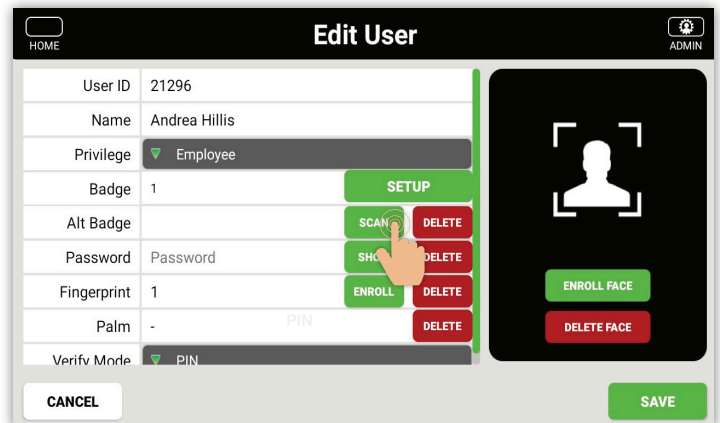 HOME
Edit User
ADMIN
User ID 21296
Name Andrea Hillis
Privilege Employee
Badge 1 SETUP
Alt Badge SCAN DELETE
Password Password DELETE
Fingerprint 1 ENROLL DELETE
Palm - PIN DELETE
Verify Mode PIN
ENROLL FACE
DELETE FACE
CANCEL
SAVE